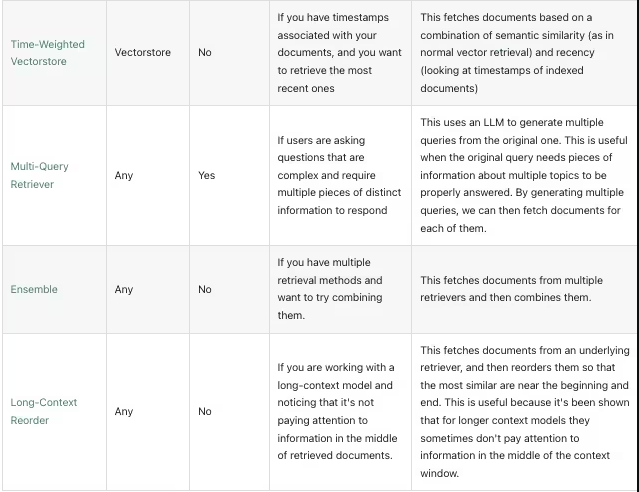 Time-Weighted
Vectorstore
Vectorstore
No
If you have timestamps
associated with your
documents, and you want
to retrieve the most
recent ones
This fetches documents based on a
combination of semantic similarity (as in
normal vector retrieval) and recency
(looking at timestamps of indexed
documents)
Multi-Query
Retriever
Any
Yes
If users are asking
questions that are
complex and require
multiple pieces of distinct
information to respond
This uses an LLM to generate multiple
queries from the original one. This is useful
when the original query needs pieces of
information about multiple topics to be
properly answered. By generating multiple
queries, we can then fetch documents for
each of them.
Ensemble
Any
No
If you have multiple
retrieval methods and
want to try combining
them.
This fetches documents from multiple
retrievers and then combines them.
Long-Context
Reorder
Any
No
If you are working with a
long-context model and
noticing that it's not
paying attention to
information in the middle
of retrieved documents.
This fetches documents from an underlying
retriever, and then reorders them so that
the most similar are near the beginning and
end. This is useful because it's been shown
that for longer context models they
sometimes don't pay attention to
information in the middle of the context
window.